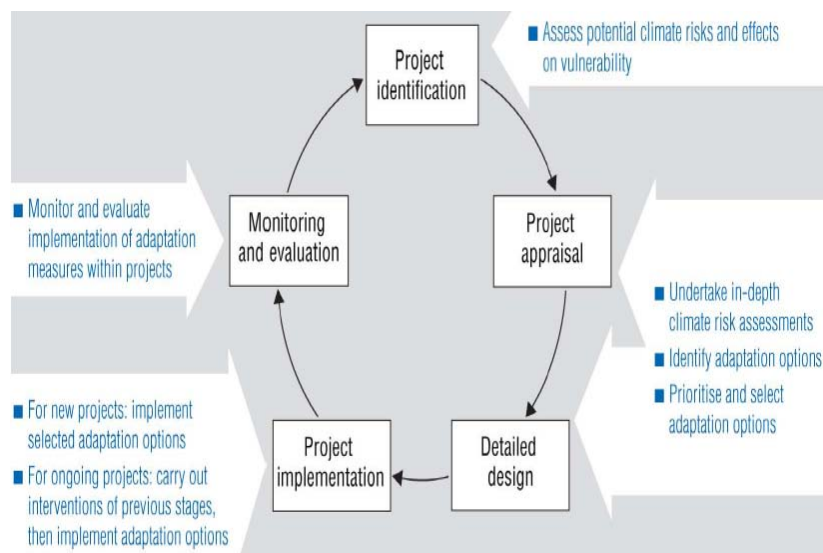 Project
identification
■ Assess potential climate risks and effects
on vulnerability
■ Monitor and evaluate
implementation of adaptation
measures within projects
Monitoring
and evaluation
Project
appraisal
■ Undertake in-depth
climate risk assessments
■ Identify adaptation options
■ Prioritise and select
adaptation options
■ For new projects: implement
selected adaptation options
■ For ongoing projects: carry out
interventions of previous stages,
then implement adaptation options
Project
implementation
Detailed
design